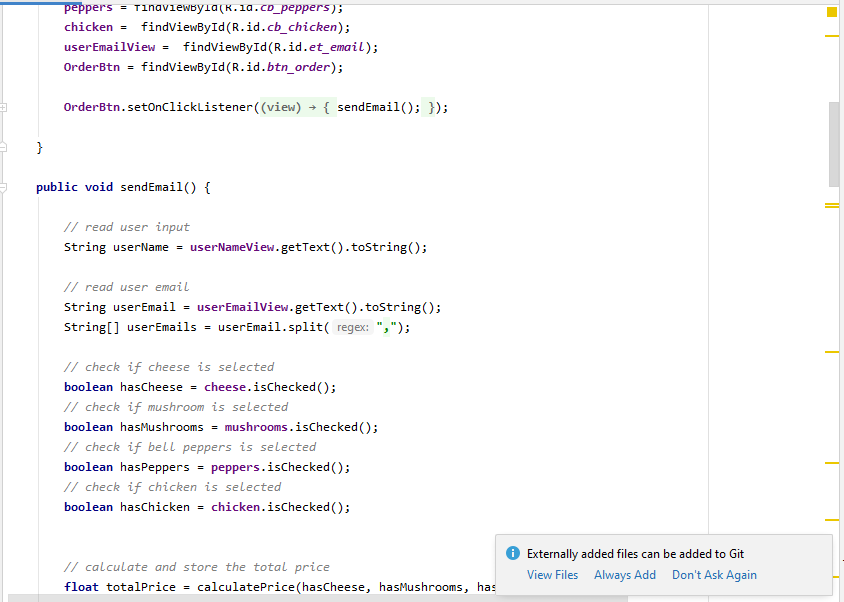 peppers = findViewById(R.id.cb_peppers);
chicken =  findViewById(R.id.cb_chicken);
userEmailView =  findViewById(R.id.et_email);
OrderBtn = findViewById(R.id.btn_order);
OrderBtn.setOnClickListener((view) → { sendEmail(); });
}
public void sendEmail() {
// read user input
String userName = userNameView.getText().toString();
// read user email
String userEmail = userEmailView.getText().toString();
String[] userEmails = userEmail.split( regex: ",");
// check if cheese is selected
boolean hasCheese = cheese.isChecked();
// check if mushroom is selected
boolean hasMushrooms = mushrooms.isChecked();
// check if bell peppers is selected
boolean hasPeppers = peppers.isChecked();
// check if chicken is selected
boolean hasChicken = chicken.isChecked();
// calculate and store the total price
float totalPrice = calculatePrice(hasCheese, hasMushrooms, has
Externally added files can be added to Git
View Files Always Add Don't Ask Again